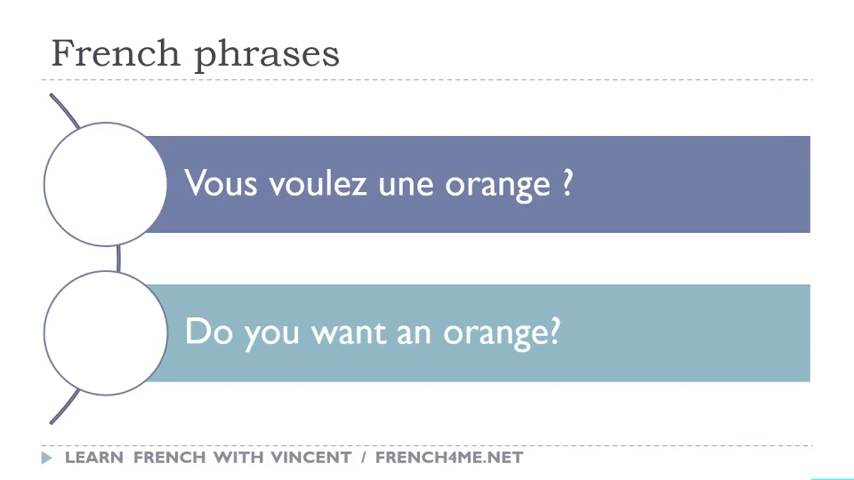 French phrases
Vous voulez une orange ?
Do you want an orange?
LEARN FRENCH WITH VINCENT / FRENCH4ME.NET